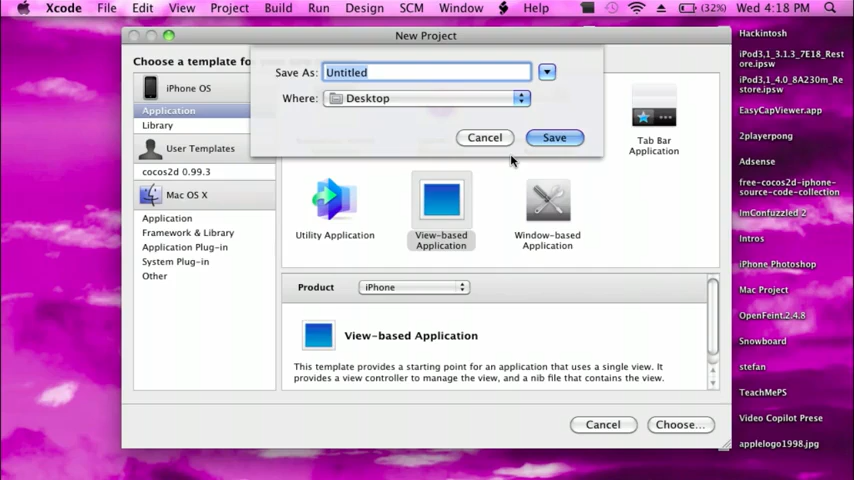 Xcode File Edit View Project Build Run Design SCM Window Help (32%) Wed 4:18 PM
New Project
Choose a template fo
Save As: Untitled
Where: Desktop
Cancel Save
iPhone OS
Application
Library
User Templates
cocos2d 0.99.3
Mac OS X
Application
Framework & Library
Application Plug-in
System Plug-in
Other
Tab Bar
Application
Utility Application
View-based
Application
Window-based
Application
Product iPhone
View-based Application
This template provides a starting point for an application that uses a single view. It
provides a view controller to manage the view, and a nib file that contains the view.
Cancel Choose...
Hackintosh
iPod3,1_3.1.3_7E18_Rest
ore.ipsw
iPod3,1_4.0_8A230m_Re
store.ipsw
EasyCapViewer.app
2playerpong
Adsense
free-cocos2d-iphone-
source-code-collection
ImConfuzzled 2
Intros
iPhone Photoshop
Mac Project
OpenFeint.2.4.8
Snowboard
stefan
TeachMePS
Video Copilot Prese
applelogo1998.jpg